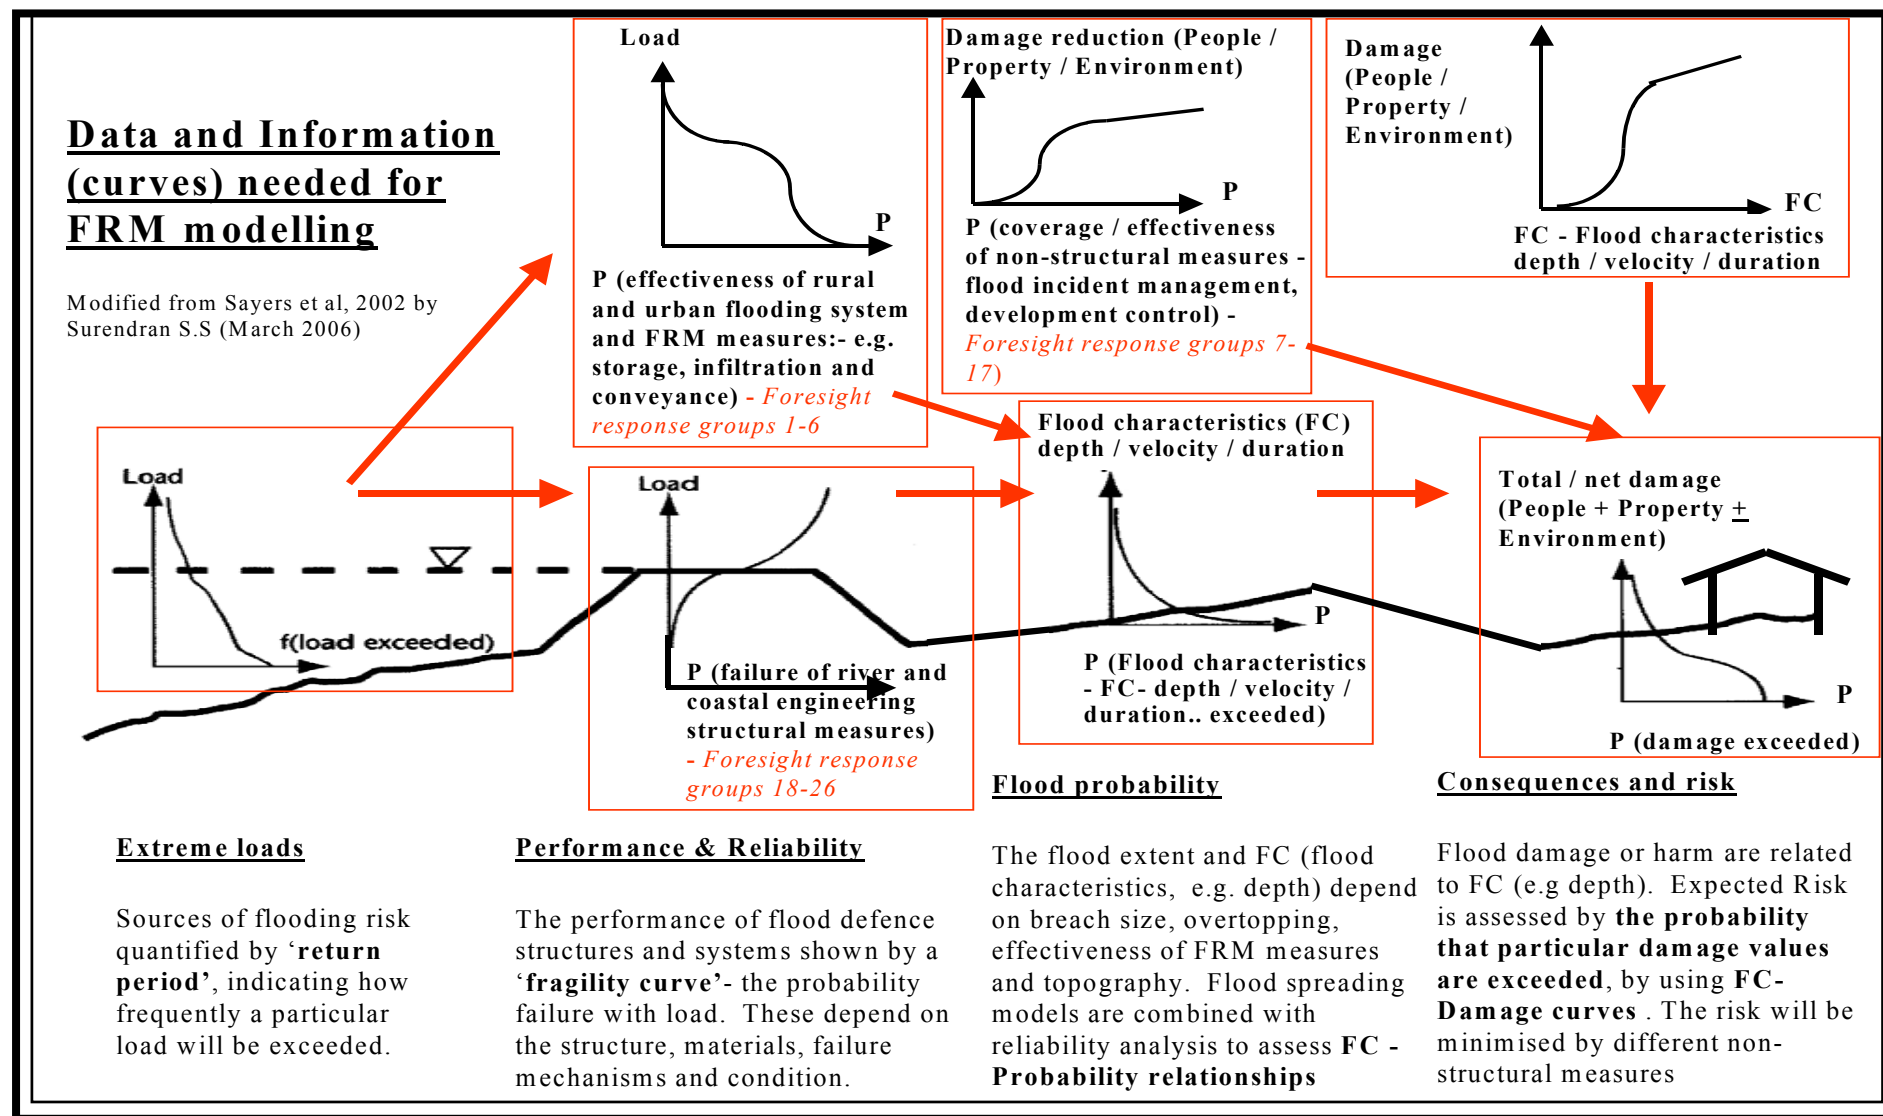 Data and Information
(curves) needed for
FRM modelling
Modified from Sayers et al, 2002 by
Surendran S.S (March 2006)
Load
P
P (effectiveness of rural
and urban flooding system
and FRM measures:- e.g.
storage, infiltration and
conveyance) - Foresight
response groups 1-6
Damage reduction (People /
Property / Environment)
P
P (coverage / effectiveness
of non-structural measures -
flood incident management,
development control) -
Foresight response groups 7-
17)
Damage
(People /
Property /
Environment)
FC
FC - Flood characteristics
depth / velocity / duration
Load
f(load exceeded)
Load
P (failure of river and
coastal engineering
structural measures)
- Foresight response
groups 18-26
Flood characteristics (FC)
depth / velocity / duration
P
P (Flood characteristics
- FC- depth / velocity /
duration.. exceeded)
Total / net damage
(People + Property +
Environment)
P
P (damage exceeded)
Extreme loads
Sources of flooding risk
quantified by ‘return
period’, indicating how
frequently a particular
load will be exceeded.
Performance & Reliability
The performance of flood defence
structures and systems shown by a
‘fragility curve’- the probability
failure with load.  These depend on
the structure, materials, failure
mechanisms and condition.
Flood probability
The flood extent and FC (flood
characteristics,  e.g. depth) depend
on breach size, overtopping,
effectiveness of FRM measures
and topography.  Flood spreading
models are combined with
reliability analysis to assess FC -
Probability relationships
Consequences and risk
Flood damage or harm are related
to FC (e.g depth).  Expected Risk
is assessed by the probability
that particular damage values
are exceeded, by using FC-
Damage curves . The risk will be
minimised by different non-
structural measures